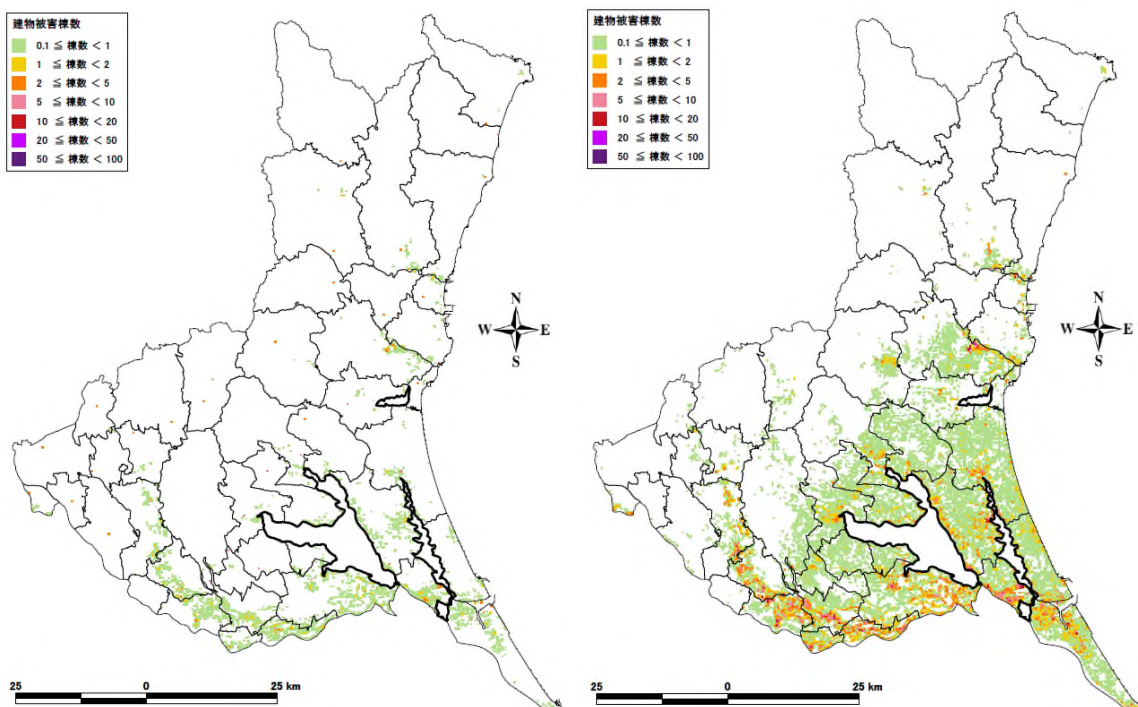 建物被害棟数
0.1 ≦ 棟数 < 1
1 ≦ 棟数 < 2
2 ≦ 棟数 < 5
5 ≦ 棟数 < 10
10 ≦ 棟数 < 20
20 ≦ 棟数 < 50
50 ≦ 棟数 < 100
N
W E
S
25 0 25 km
建物被害棟数
0.1 ≦ 棟数 < 1
1 ≦ 棟数 < 2
2 ≦ 棟数 < 5
5 ≦ 棟数 < 10
10 ≦ 棟数 < 20
20 ≦ 棟数 < 50
50 ≦ 棟数 < 100
N
W E
S
25 0 25 km